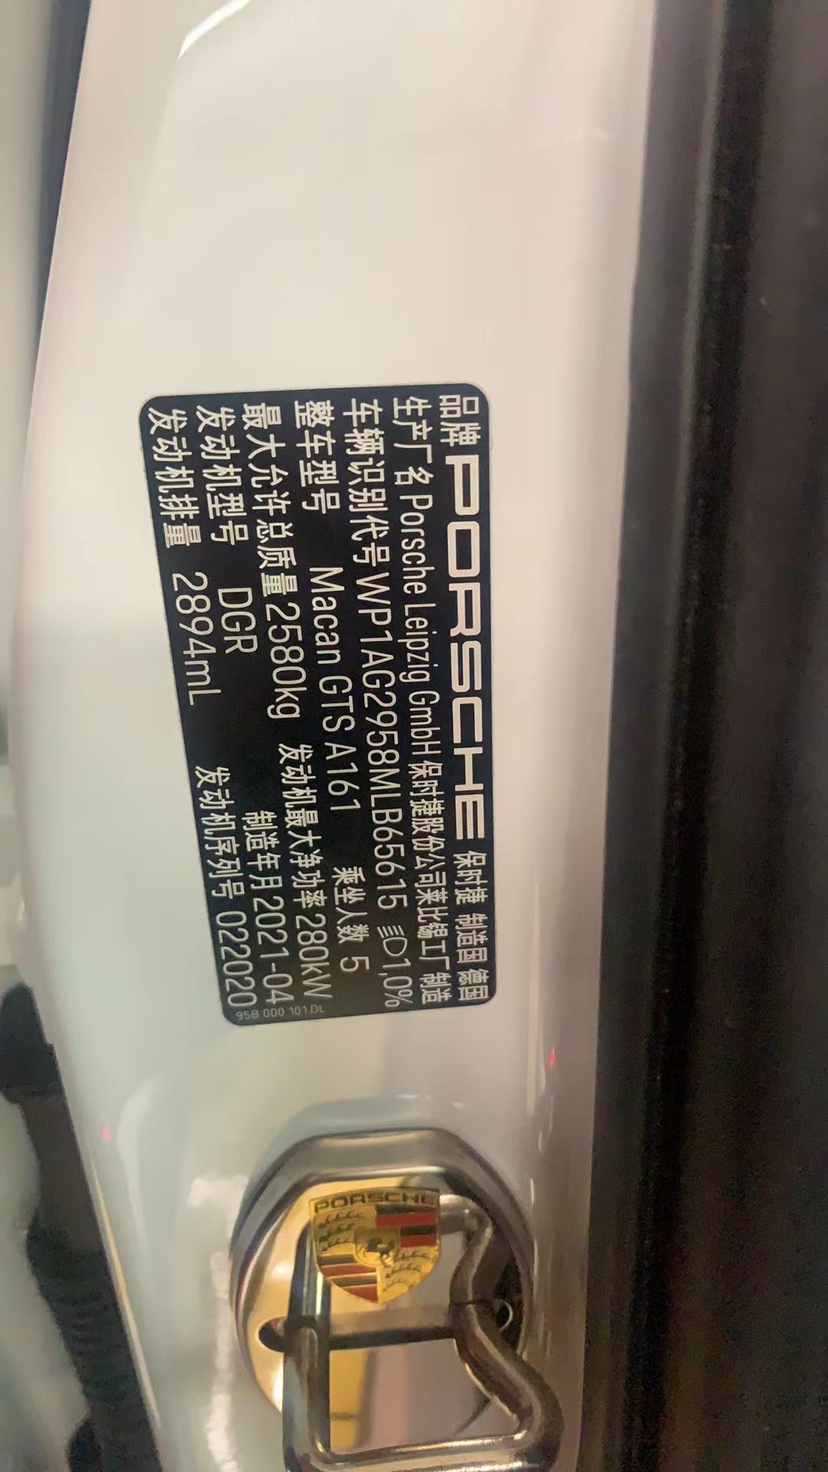 品牌 PORSCHE 保时捷 制造国 德国
生产厂名 Porsche Leipzig GmbH 保时捷股份公司莱比锡工厂制造
车辆识别代号 WP1AG2958MLB65615 1,0%
整车型号 Macan GTS A161 乘坐人数 5
最大允许总质量 2580kg 发动机最大净功率 280kW
发动机型号 DGR 制造年月 2021-04
发动机排量 2894mL 发动机序列号 022020
95B 000 101 DL
PORSCHE